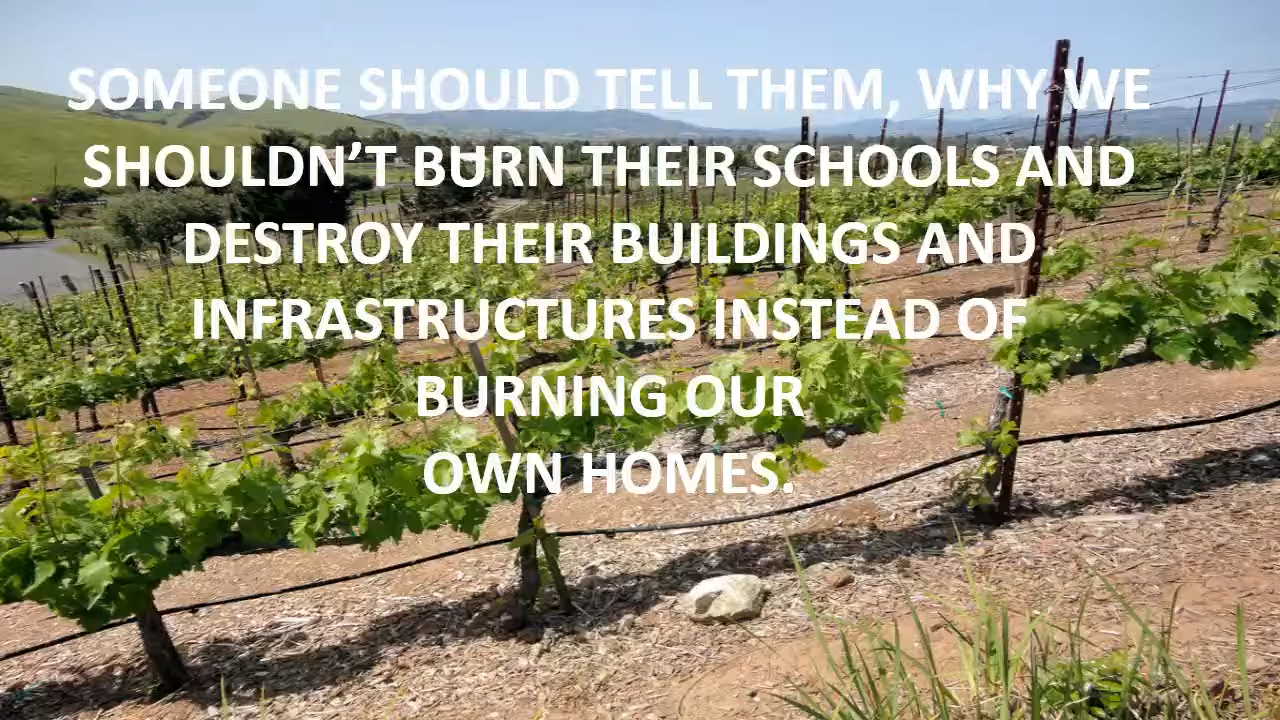 SOMEONE SHOULD TELL THEM, WHY WE
SHOULDN’T BURN THEIR SCHOOLS AND
DESTROY THEIR BUILDINGS AND
INFRASTRUCTURES INSTEAD OF
BURNING OUR
OWN HOMES.